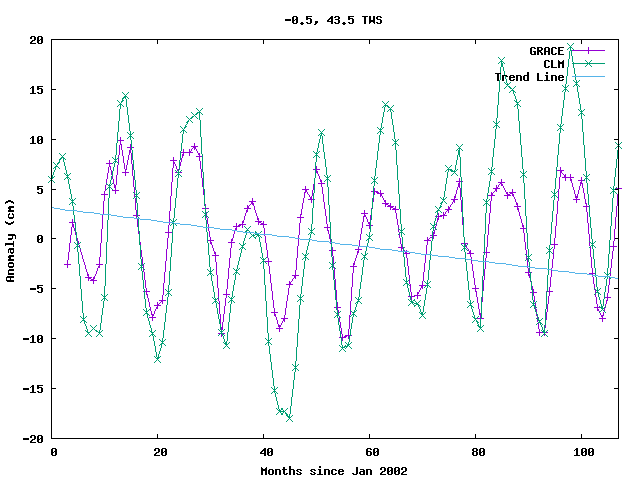 -0.5, 43.5 TWS
GRACE
CLM
Trend Line
20
15
10
5
0
-5
-10
-15
-20
Anomaly (cm)
0 20 40 60 80 100
Months since Jan 2002